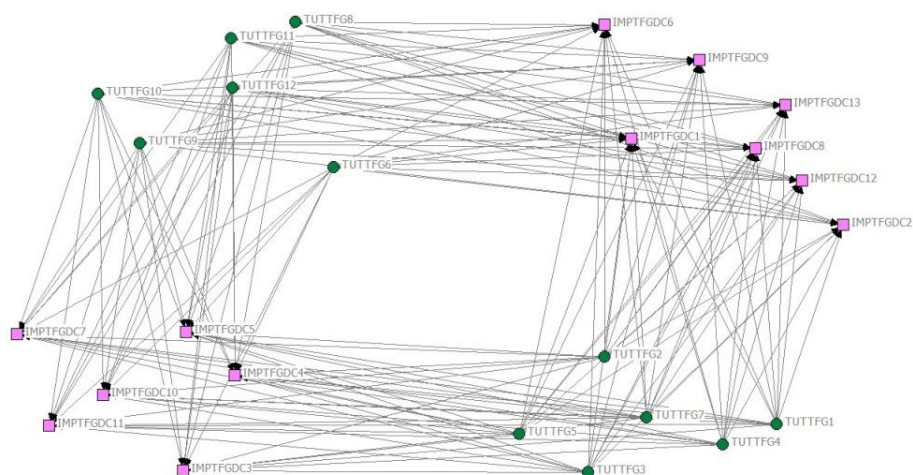 TUTTFG8
IMPTFGDC6
TUTTFG11
IMPTFGDC9
TUTTFG12
TUTTFG10
IMPTFGDC13
IMPTFGDC1
TUTTFG9
IMPTFGDC8
TUTTFG6
IMPTFGDC12
IMPTFGDC2
IMPTFGDC7
IMPTFGDC5
TUTTFG2
IMPTFGDC4
IMPTFGDC10
TUTTFG7
IMPTFGDC11
TUTTFG1
TUTTFG5
TUTTFG4
IMPTFGDC3
TUTTFG3